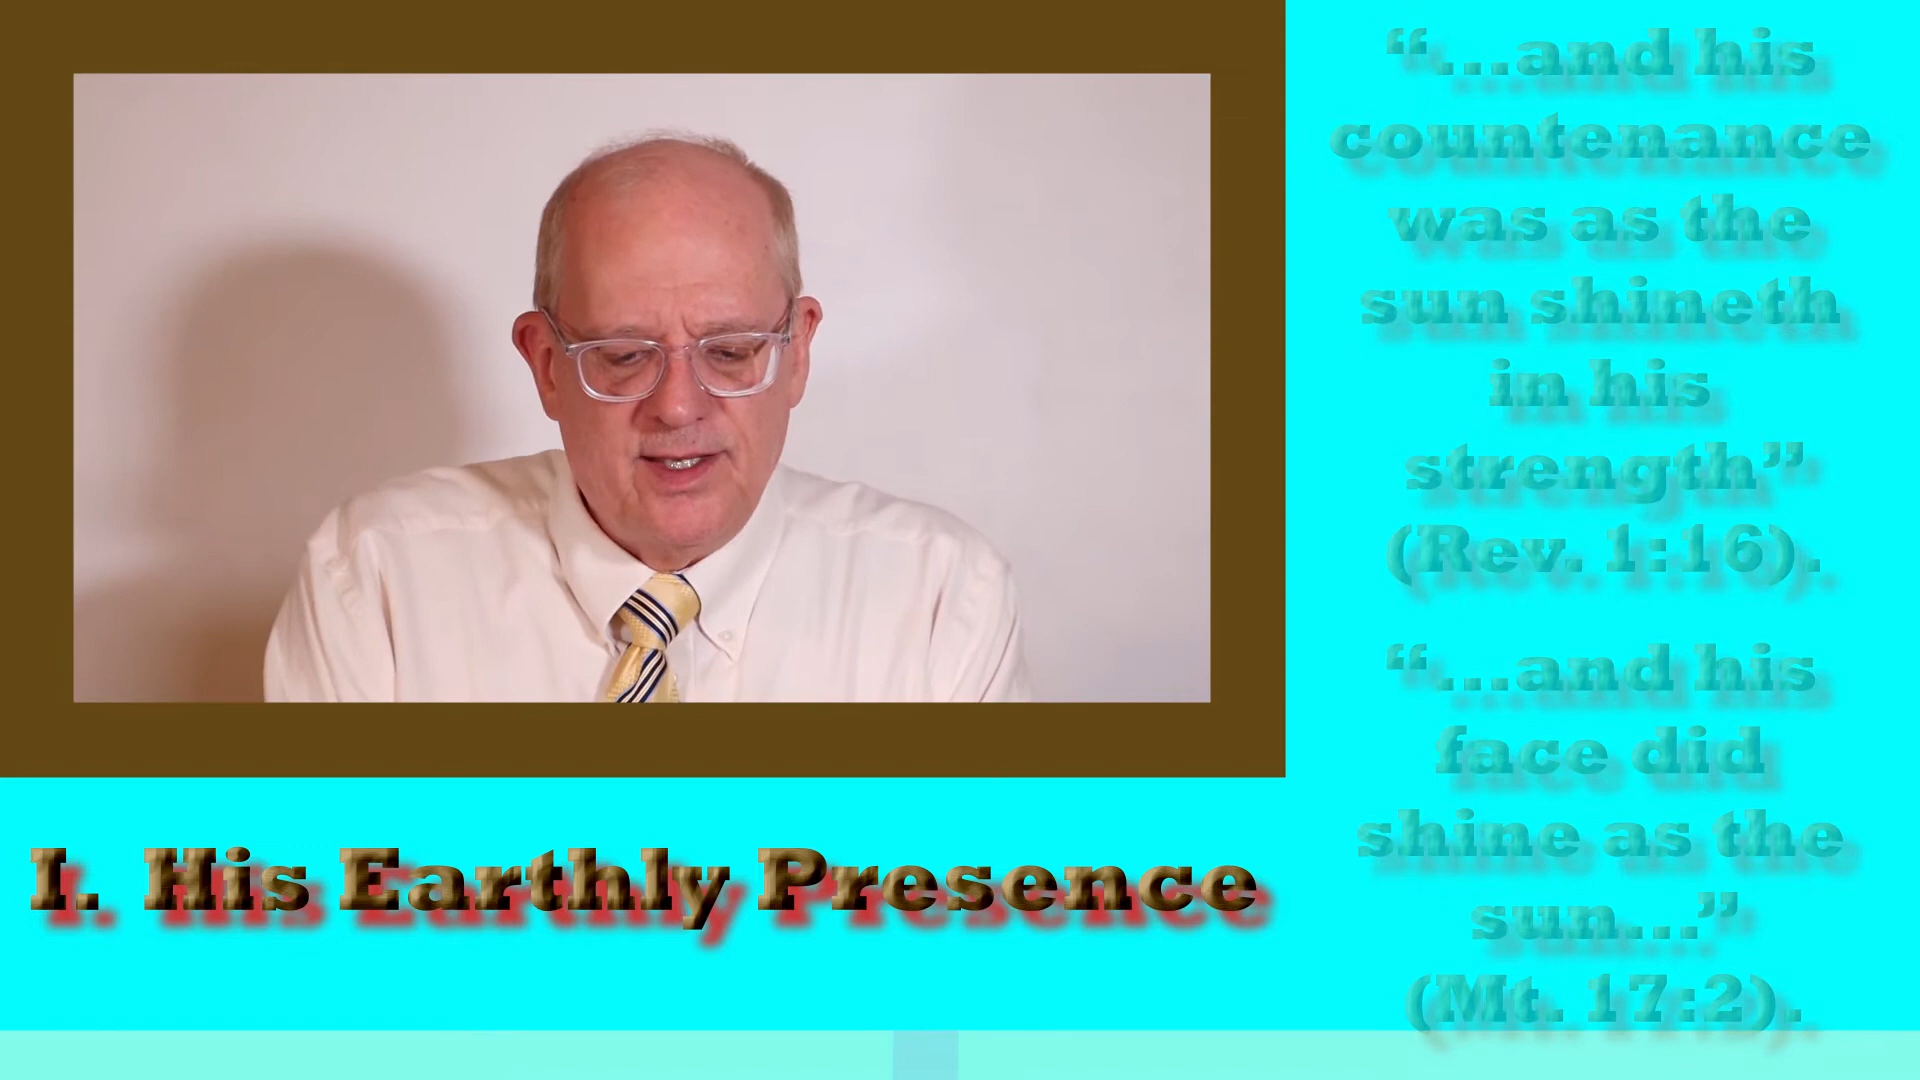 “...and his
countenance
was as the
sun shineth
in his
strength”
(Rev. 1:16).
“...and his
face did
shine as the
sun...”
(Mt. 17:2).
I. His Earthly Presence